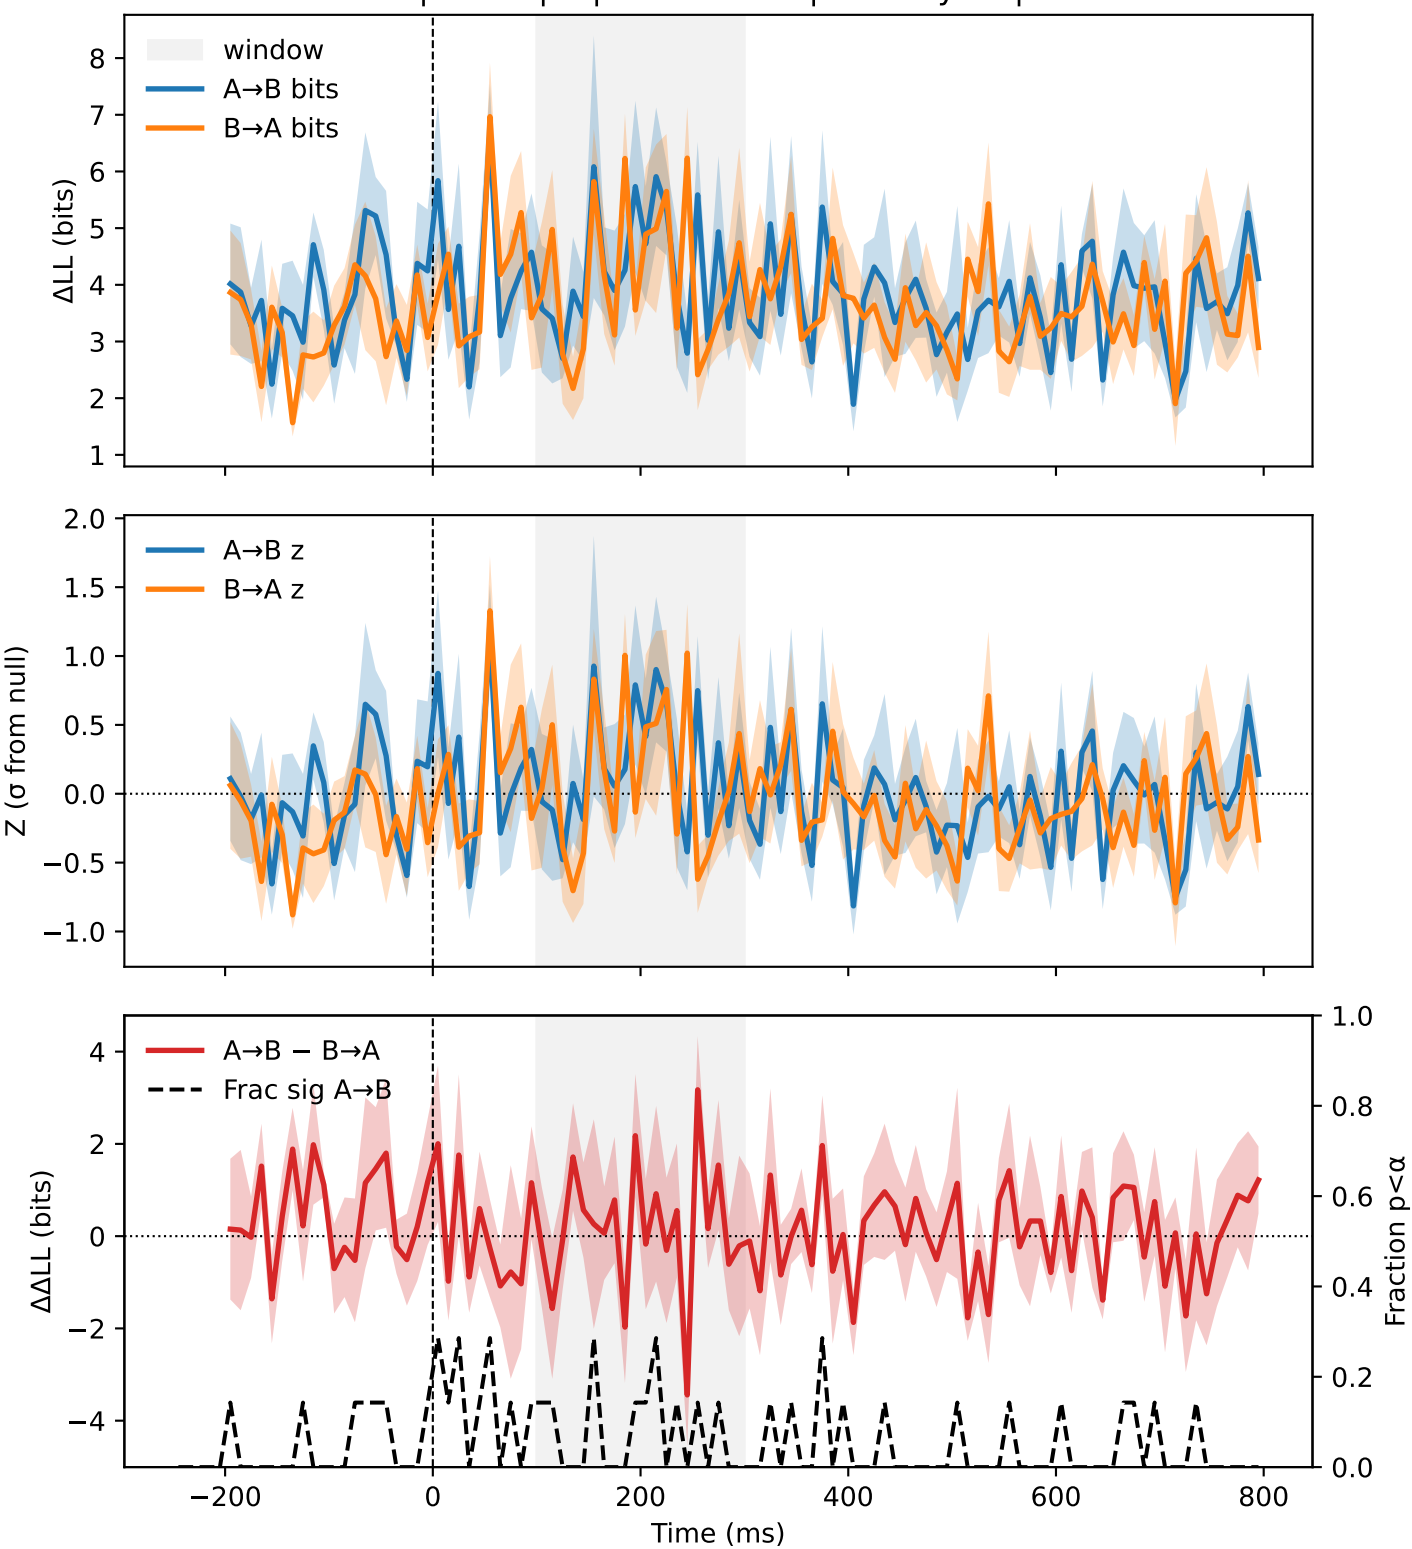 window
A→B bits
B→A bits
8
7
6
5
4
3
2
1
ΔLL (bits)
A→B z
B→A z
2.0
1.5
1.0
0.5
0.0
−0.5
−1.0
Z (σ from null)
A→B − B→A
Frac sig A→B
4
2
0
−2
−4
ΔΔLL (bits)
1.0
0.8
0.6
0.4
0.2
0.0
Fraction p<α
−200
0
200
400
600
800
Time (ms)